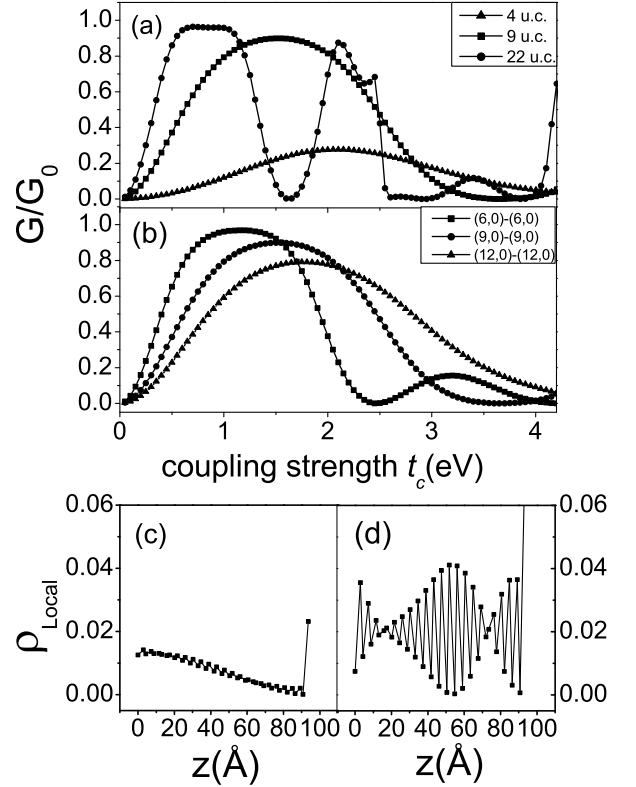 (a)
4 u.c.
9 u.c.
22 u.c.
1.0
0.8
0.6
0.4
0.2
0.0
G/G0
(b)
(6,0)-(6,0)
(9,0)-(9,0)
(12,0)-(12,0)
1.0
0.8
0.6
0.4
0.2
0.0
0 1 2 3 4
coupling strength tc(eV)
0.06
0.04
0.02
0.00
ρLocal
(c)
(d)
0.06
0.04
0.02
0.00
0 20 40 60 80 100
0 20 40 60 80 100
z(Å)
z(Å)